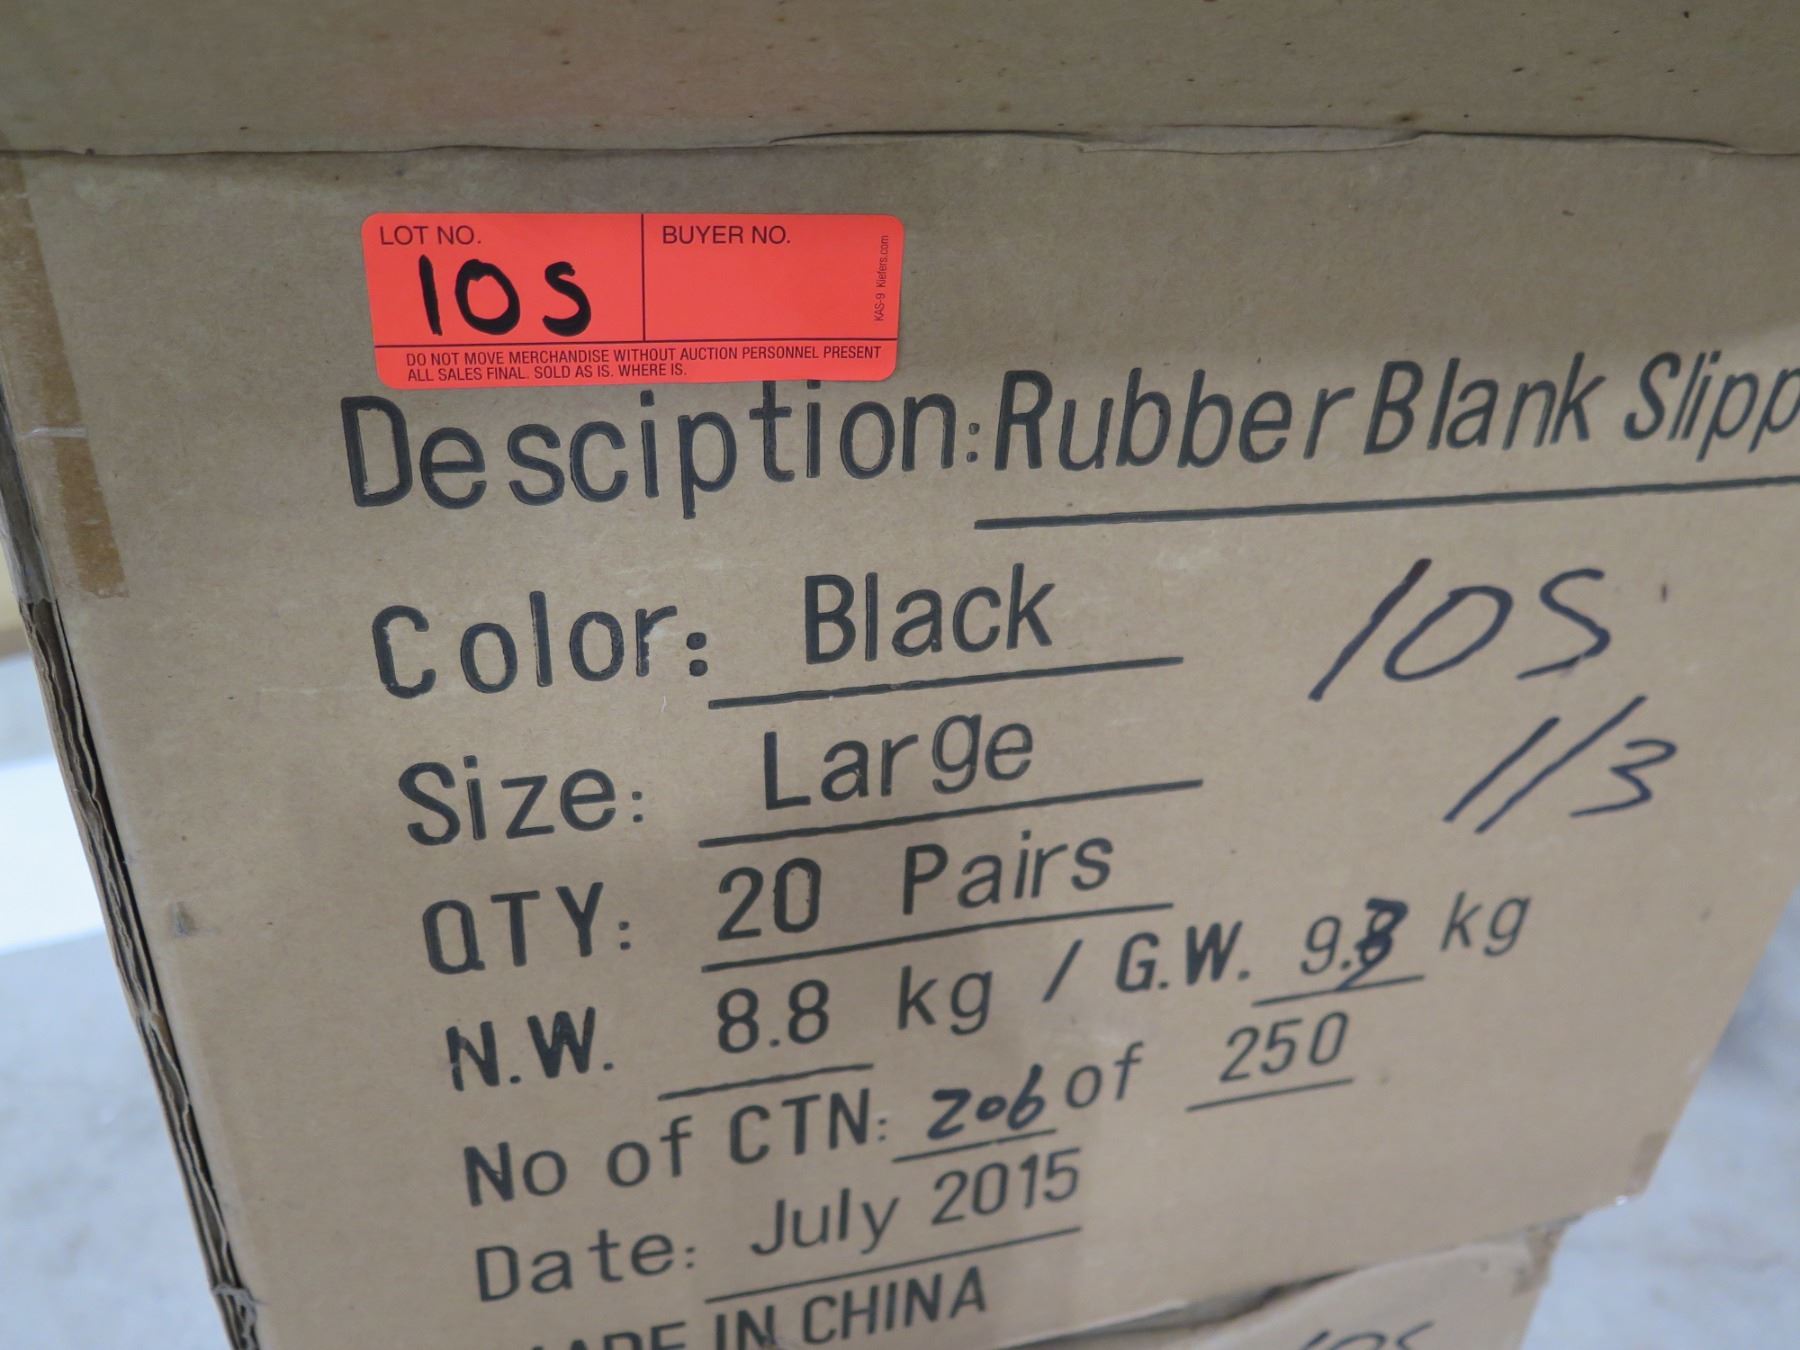 LOT NO. BUYER NO.
10S
KAS-9 Kiefers.com
DO NOT MOVE MERCHANDISE WITHOUT AUCTION PERSONNEL PRESENT
ALL SALES FINAL. SOLD AS IS. WHERE IS.
Desciption: Rubber Blank Slipp
Color: Black
10S
Size: Large
1/3
QTY: 20 Pairs
N.W. 8.8 kg / G.W. kg
No of CTN: 206 of 250
Date: July 2015
MADE IN CHINA
10S